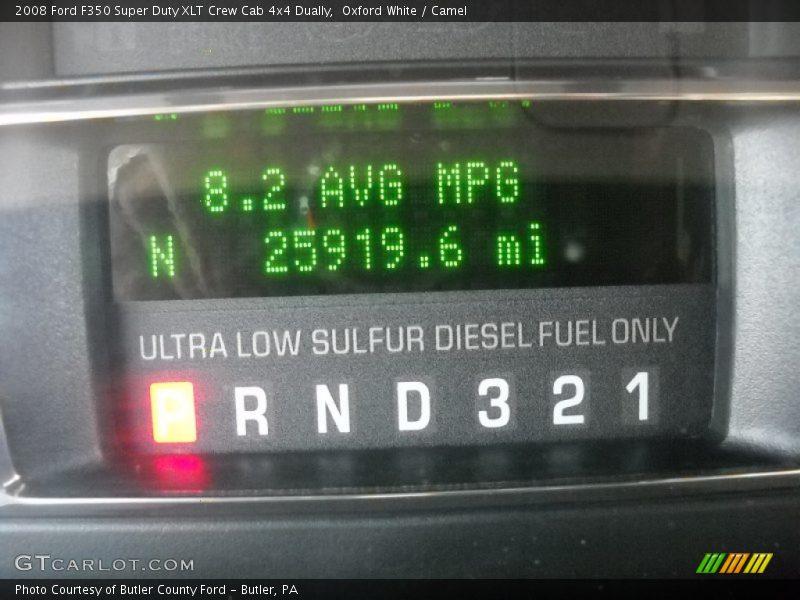 2008 Ford F350 Super Duty XLT Crew Cab 4x4 Dually, Oxford White / Camel
8.2 AVG MPG
N 25919.6 mi
ULTRA LOW SULFUR DIESEL FUEL ONLY
P R N D 3 2 1
GTCARLOT.COM
Photo Courtesy of Butler County Ford - Butler, PA